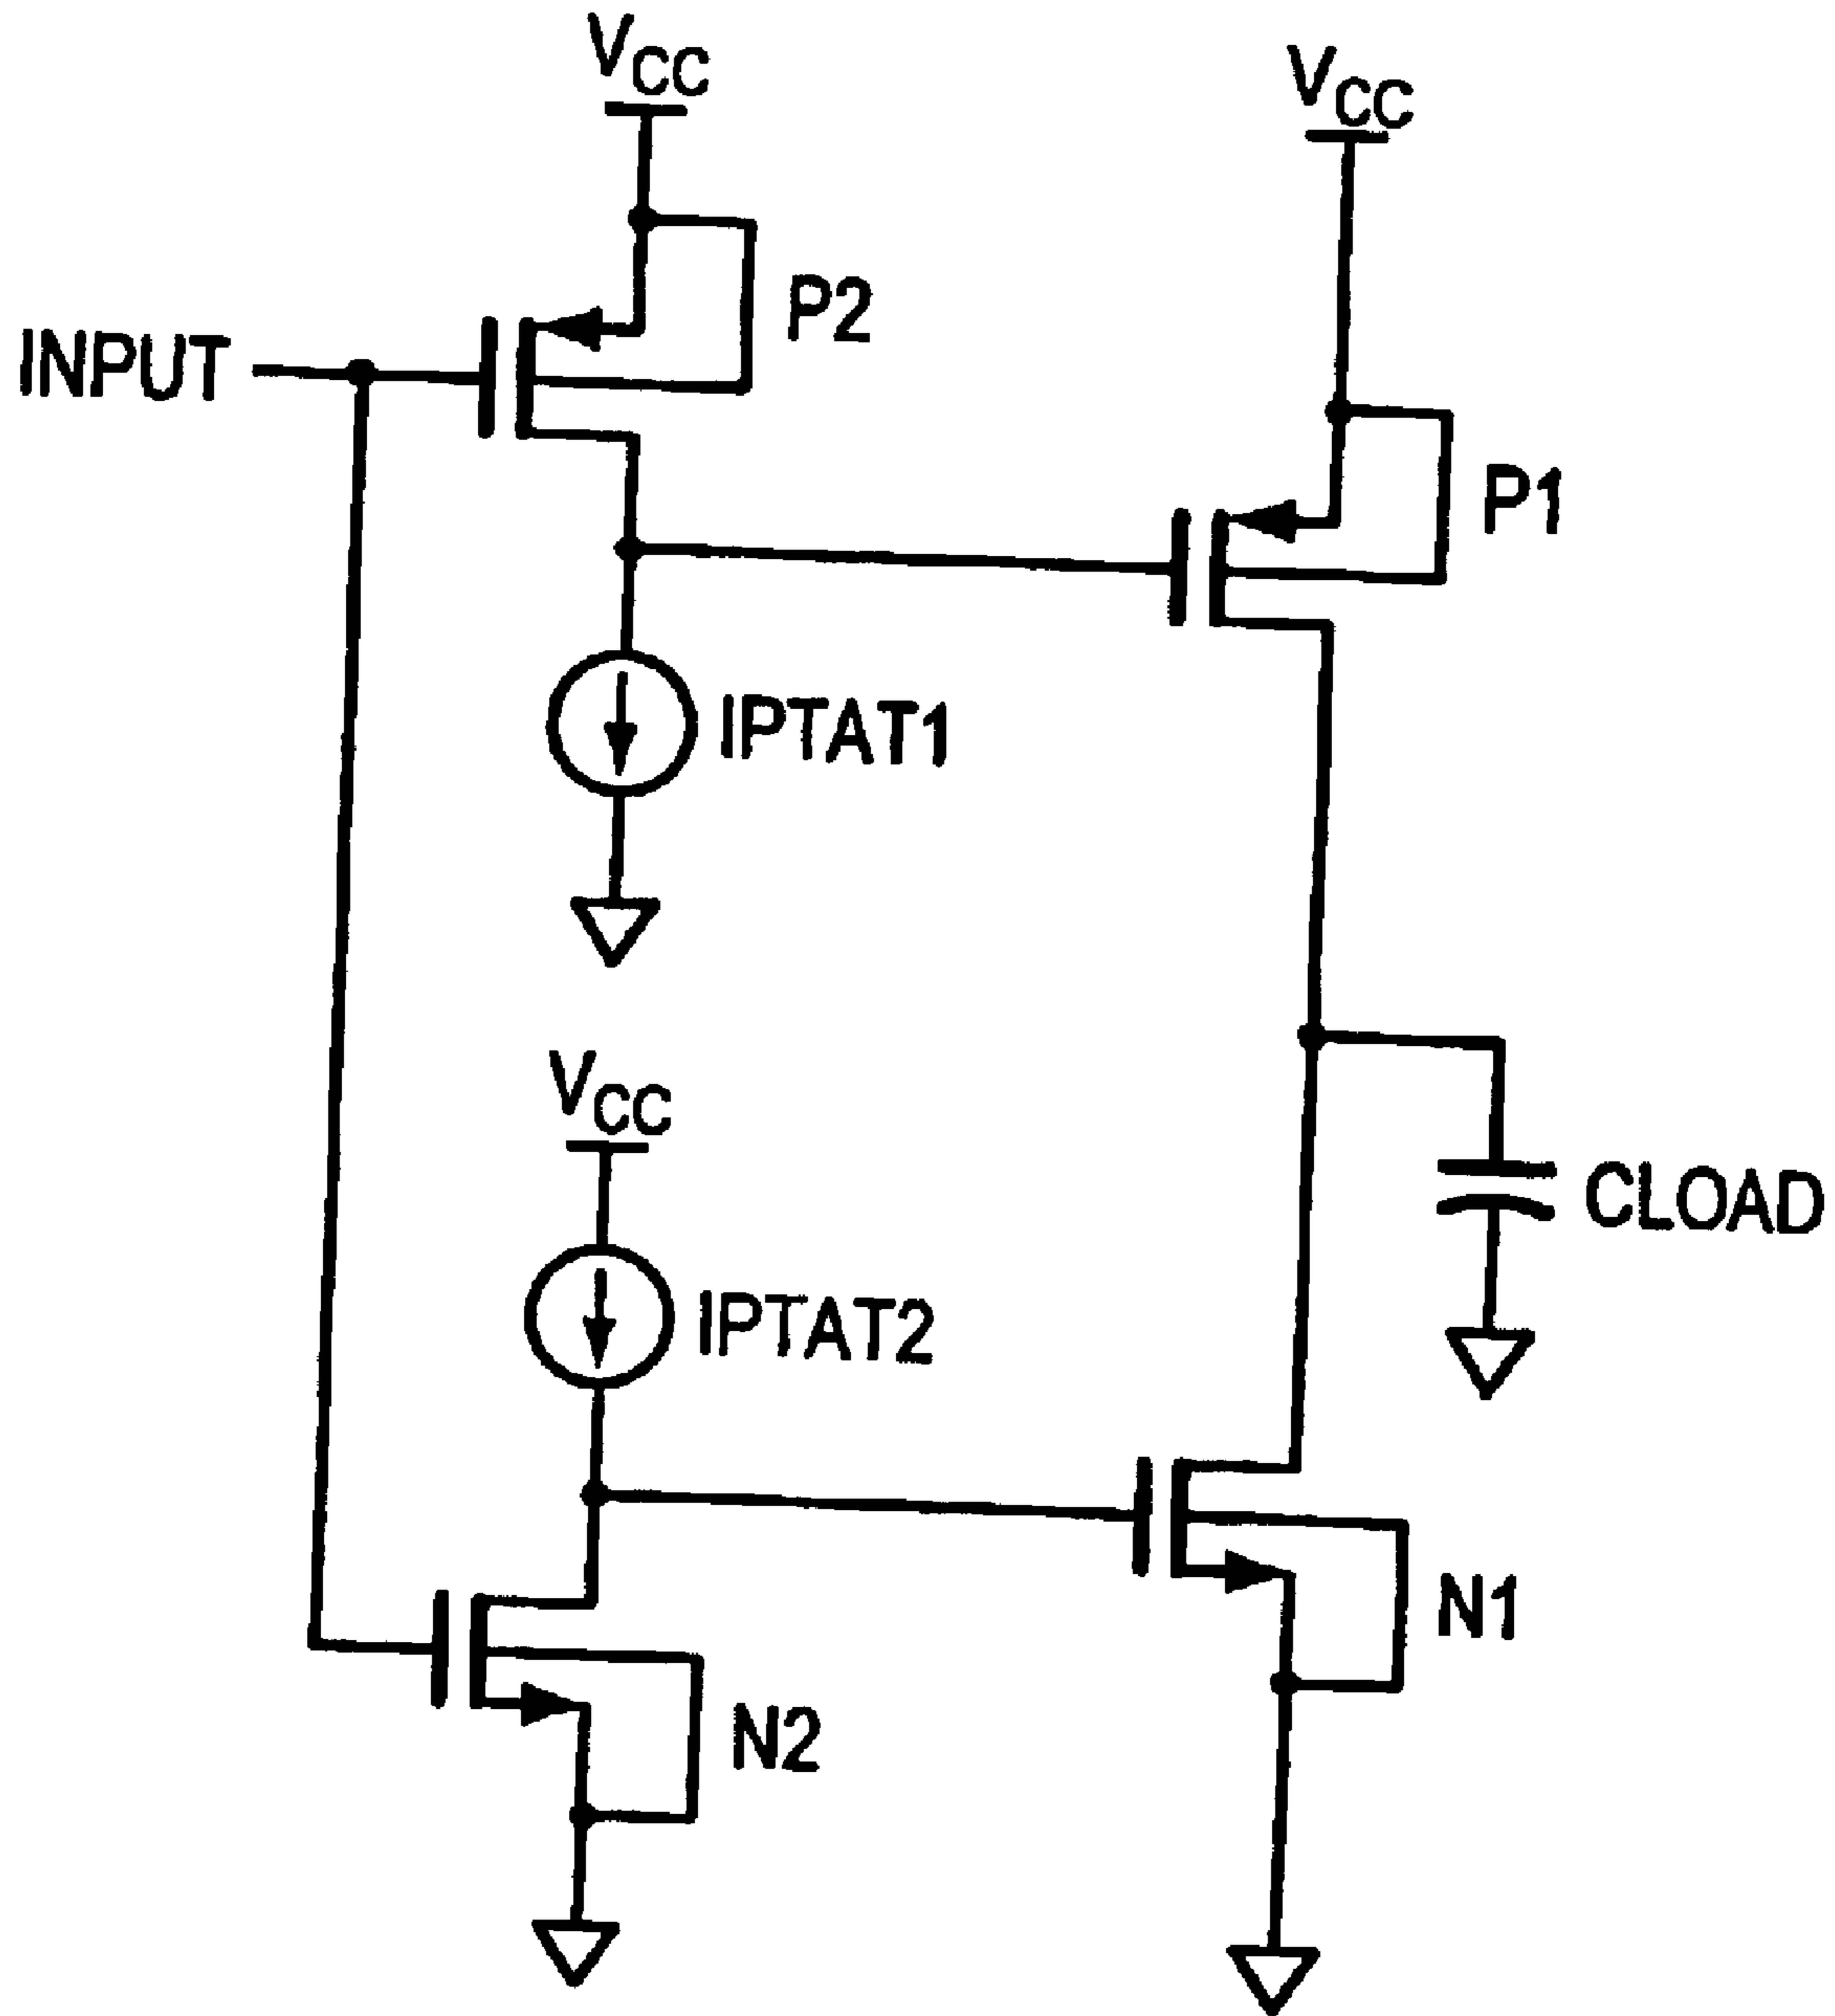 VCC
VCC
P2
INPUT
P1
IPTAT1
VCC
CLOAD
IPTAT2
N1
N2